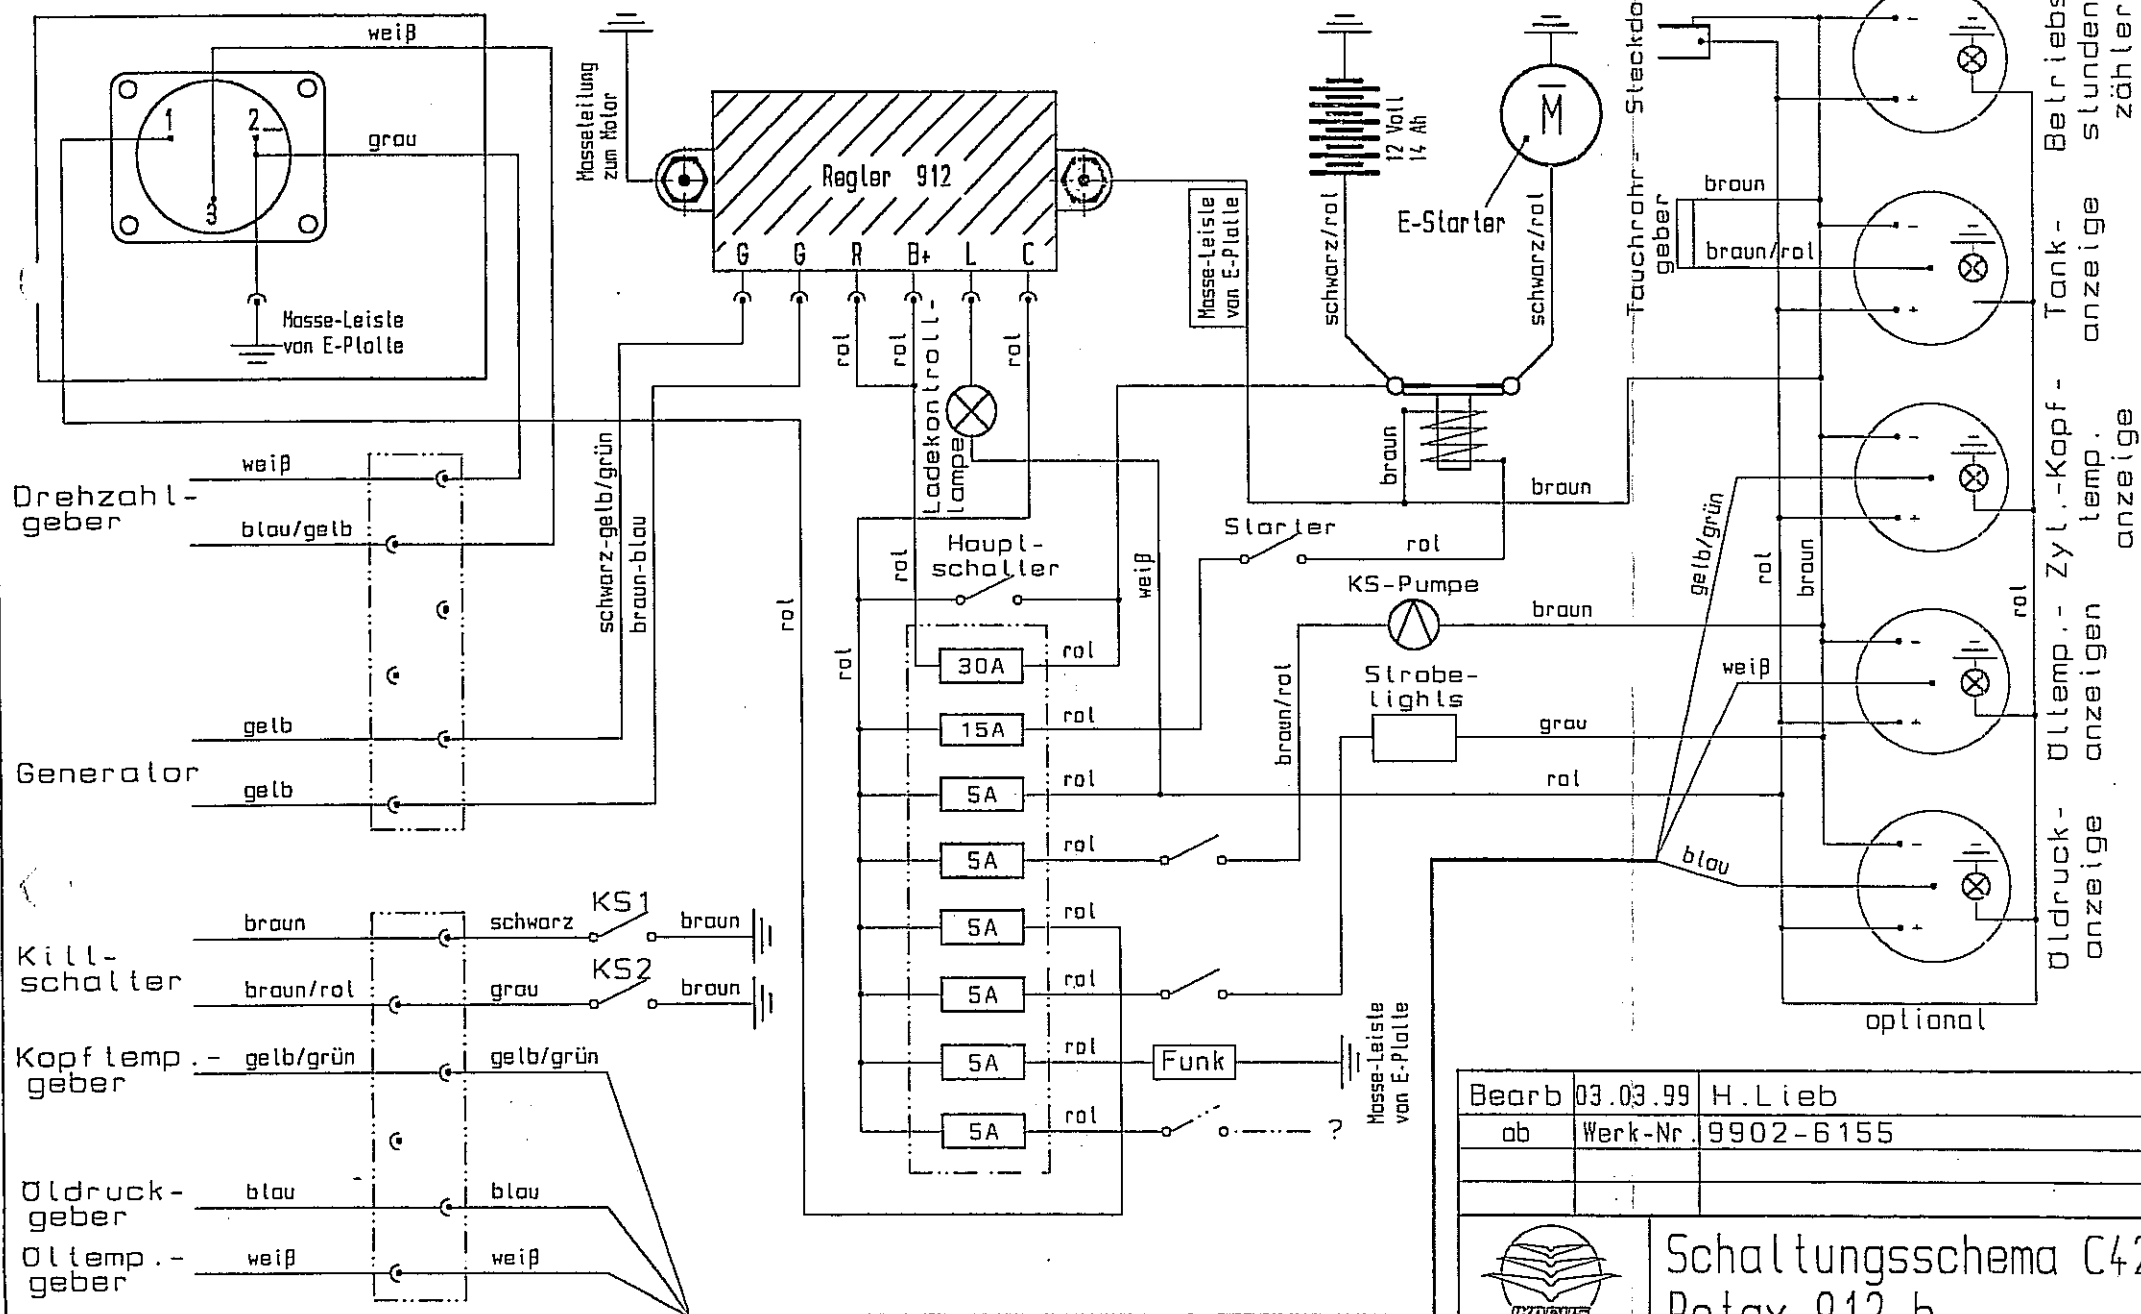 weiß
1
2
3
grau
Masse-Leiste
von E-Platte
Masseleitung
zum Motor
Regler 912
G G R B+ L C
rot
rot
Ladekontroll-
lampe
rot
Masse-Leiste
von E-Platte
12 Volt
14 Ah
M
E-Starter
schwarz/rot
schwarz/rot
braun
braun
Tauchrohr-
geber
braun
braun/rot
Betriebs
stunden
zähler
- +
Tank-
anzeige
- +
Zyl.-Kopf-
temp.
anzeige
- +
Öltemp.-
anzeigen
- +
Öldruck-
anzeige
- +
rot
braun
rot
gelb/grün
weiß
blau
optional
Drehzahl-
geber
weiß
blau/gelb
Generator
gelb
gelb
schwarz-gelb/grün
braun-blau
rot
rot
rot
Haupt-
schalter
weiß
Starter
rot
KS-Pumpe
braun
braun/rot
Strobe-
lights
grau
rot
30A rot
15A rot
5A rot
5A rot
5A rot
5A rot
5A rot
Funk
5A rot
?
Masse-Leiste
von E-Platte
Kill-
schalter
braun
schwarz
KS1
braun
braun/rot
grau
KS2
braun
Kopftemp.-
geber
gelb/grün
gelb/grün
Öldruck-
geber
blau
blau
Öltemp.-
geber
weiß
weiß
Bearb 03.03.99 H.Lieb
ab Werk-Nr. 9902-6155
Schaltungsschema C42